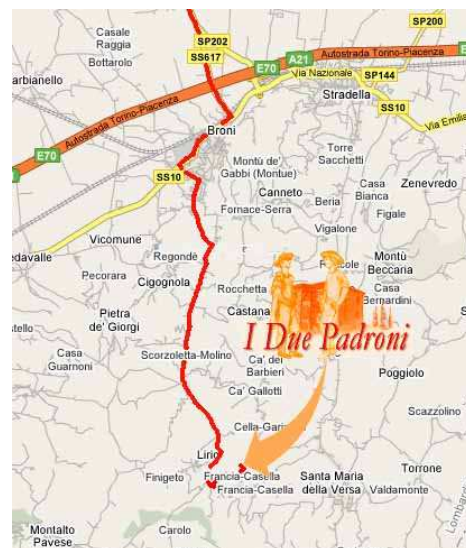 SP200
Casale
Raggia
SP202
Bottarolo
SS617
Autostrada Torino-Piacenza
A21
E70
Via Nazionale
SP144
Stradella
SS10
Via Emilia
Barbianello
Broni
Autostrada Torino-Piacenza
E70
Montù de'
Gabbi (Montue)
Torre
Sacchetti
SS10
Canneto
Casa
Bianca
Zenevredo
Fornace-Serra
Beria
Figale
Vicomune
Vigalone
Regonde
Montù
Beccaria
Pecorara
Cigognola
Rocchetta
Casa
Bernardini
Pietra
de' Giorgi
Castana
I Due Padroni
Casa
Guarnoni
Scorzoletta-Molino
Ca' dei
Barbieri
Poggiolo
Ca' Gallotti
Scazzolino
Lirio
Finigeto
Francia-Casella
Francia-Casella
Santa Maria
della Versa
Torrone
Valdamonte
Montalto
Pavese
Carolo